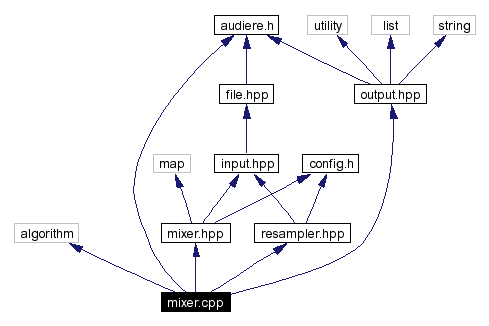 audiere.h
utility
list
string
file.hpp
output.hpp
map
input.hpp
config.h
algorithm
mixer.hpp
resampler.hpp
mixer.cpp